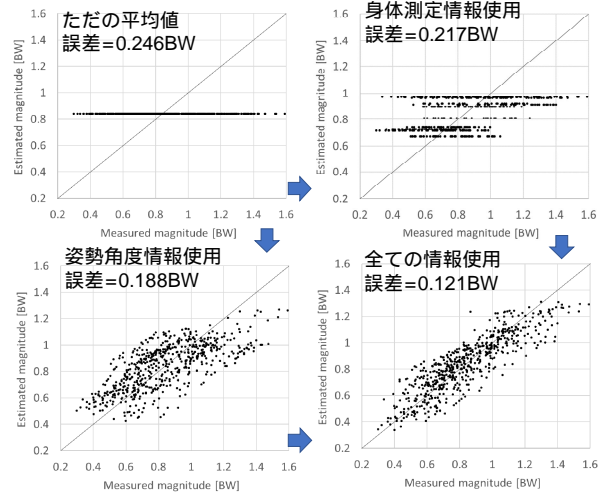 ただの平均値
誤差=0.246BW
Estimated magnitude [BW]
1.6
1.4
1.2
1
0.8
0.6
0.4
0.2
0.2 0.4 0.6 0.8 1 1.2 1.4 1.6
Measured magnitude [BW]
身体測定情報使用
誤差=0.217BW
Estimated magnitude [BW]
1.6
1.4
1.2
1
0.8
0.6
0.4
0.2
0.2 0.4 0.6 0.8 1 1.2 1.4 1.6
Measured magnitude [BW]
姿勢角度情報使用
誤差=0.188BW
Estimated magnitude [BW]
1.6
1.4
1.2
1
0.8
0.6
0.4
0.2
0.2 0.4 0.6 0.8 1 1.2 1.4 1.6
Measured magnitude [BW]
全ての情報使用
誤差=0.121BW
Estimated magnitude [BW]
1.6
1.4
1.2
1
0.8
0.6
0.4
0.2
0.2 0.4 0.6 0.8 1 1.2 1.4 1.6
Measured magnitude [BW]